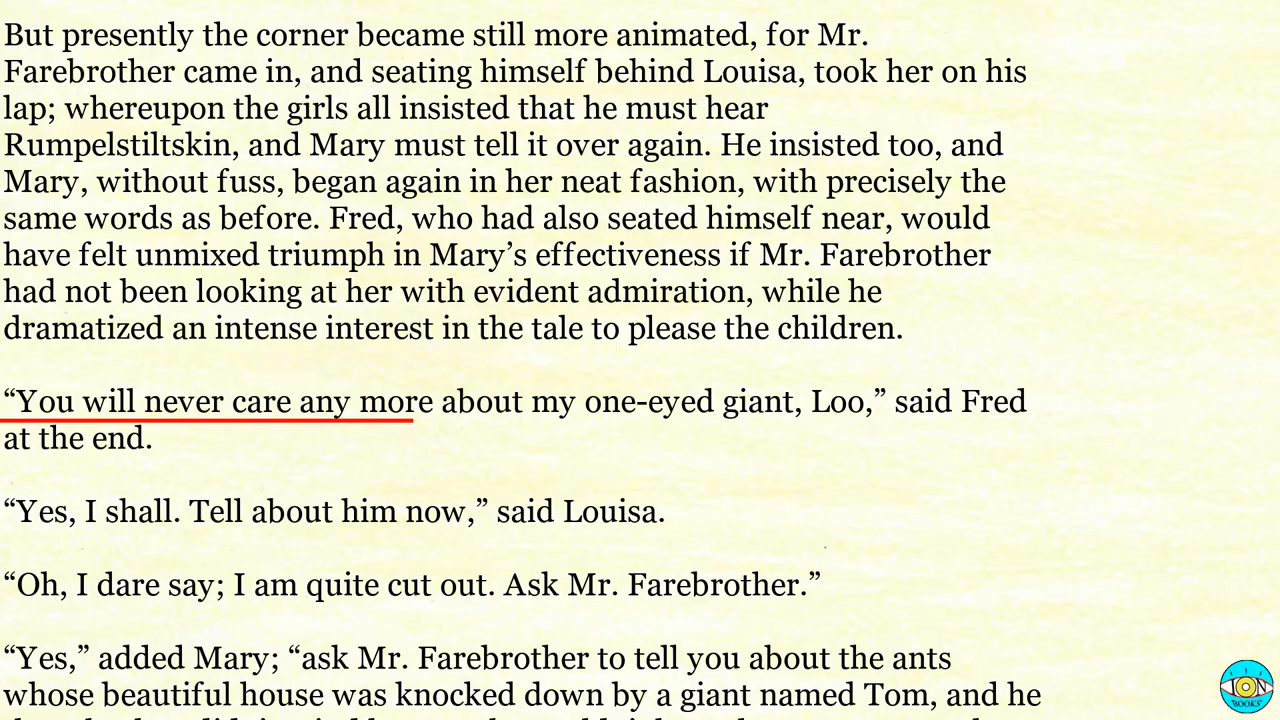 But presently the corner became still more animated, for Mr.
Farebrother came in, and seating himself behind Louisa, took her on his
lap; whereupon the girls all insisted that he must hear
Rumpelstiltskin, and Mary must tell it over again. He insisted too, and
Mary, without fuss, began again in her neat fashion, with precisely the
same words as before. Fred, who had also seated himself near, would
have felt unmixed triumph in Mary’s effectiveness if Mr. Farebrother
had not been looking at her with evident admiration, while he
dramatized an intense interest in the tale to please the children.
“You will never care any more about my one-eyed giant, Loo,” said Fred
at the end.
“Yes, I shall. Tell about him now,” said Louisa.
“Oh, I dare say; I am quite cut out. Ask Mr. Farebrother.”
“Yes,” added Mary; “ask Mr. Farebrother to tell you about the ants
whose beautiful house was knocked down by a giant named Tom, and he
ION
BOOKS